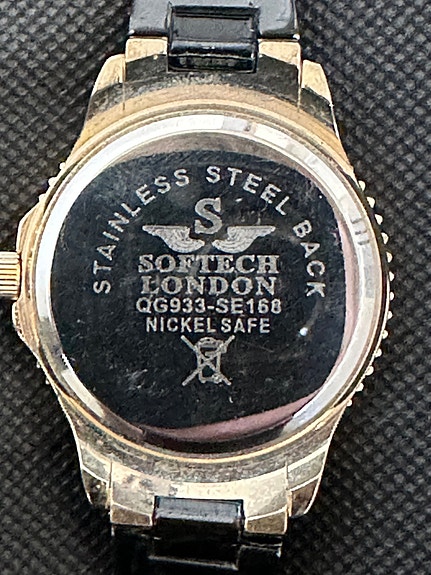 STAINLESS STEEL BACK
S
SOFTECH
LONDON
QG933-SE168
NICKEL SAFE